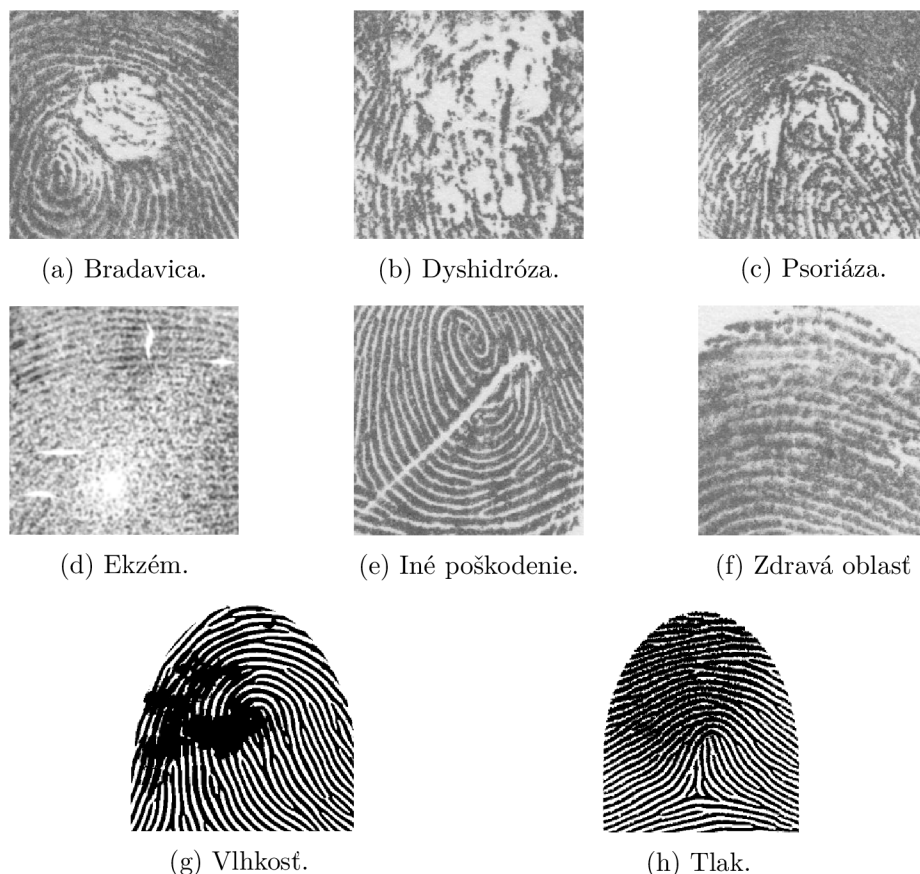 (a) Bradavica.
(b) Dyshidróza.
(c) Psoriáza.
(d) Ekzém.
(e) Iné poškodenie.
(f) Zdravá oblasť
(g) Vlhkosť.
(h) Tlak.